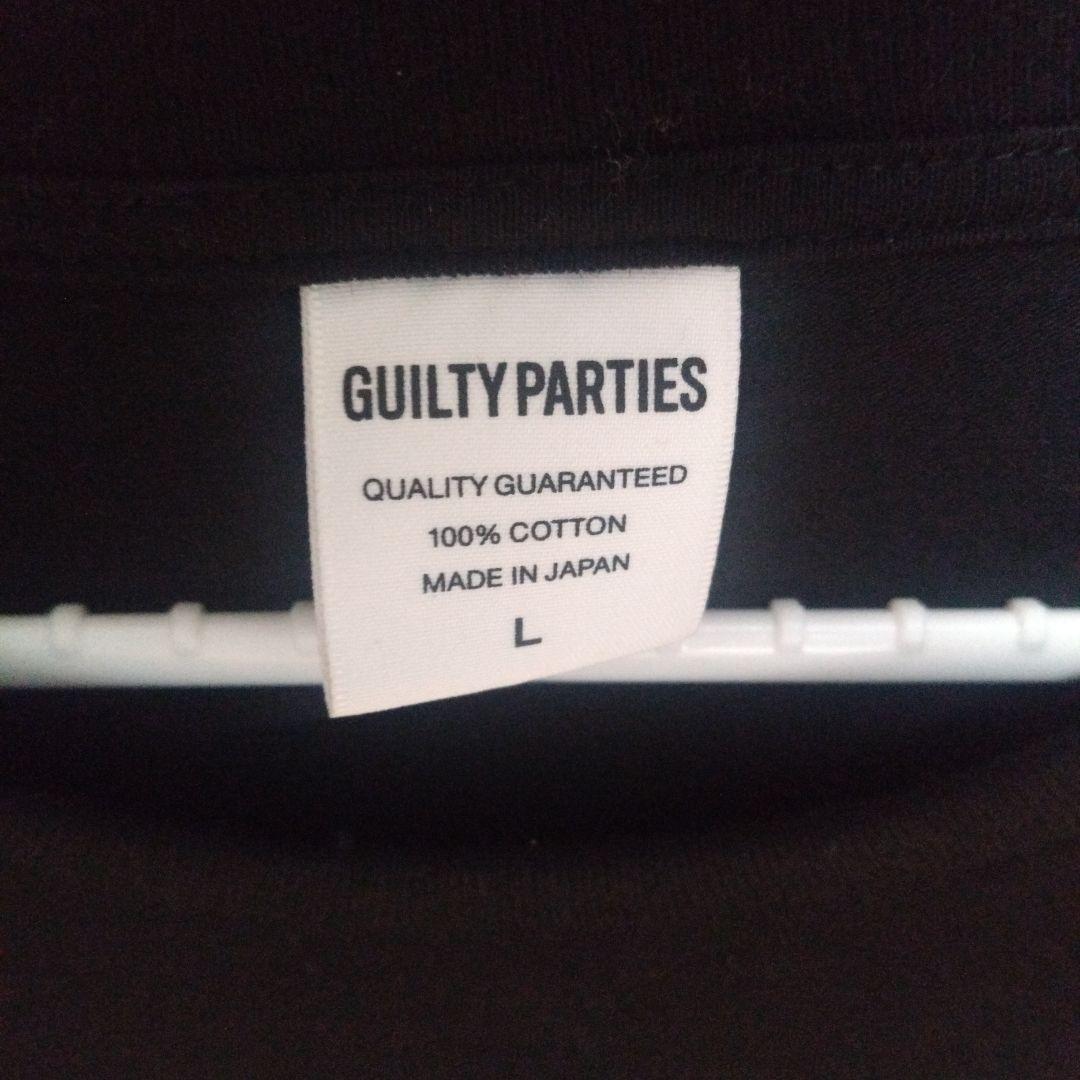 GUILTY PARTIES
QUALITY GUARANTEED
100% COTTON
MADE IN JAPAN
L